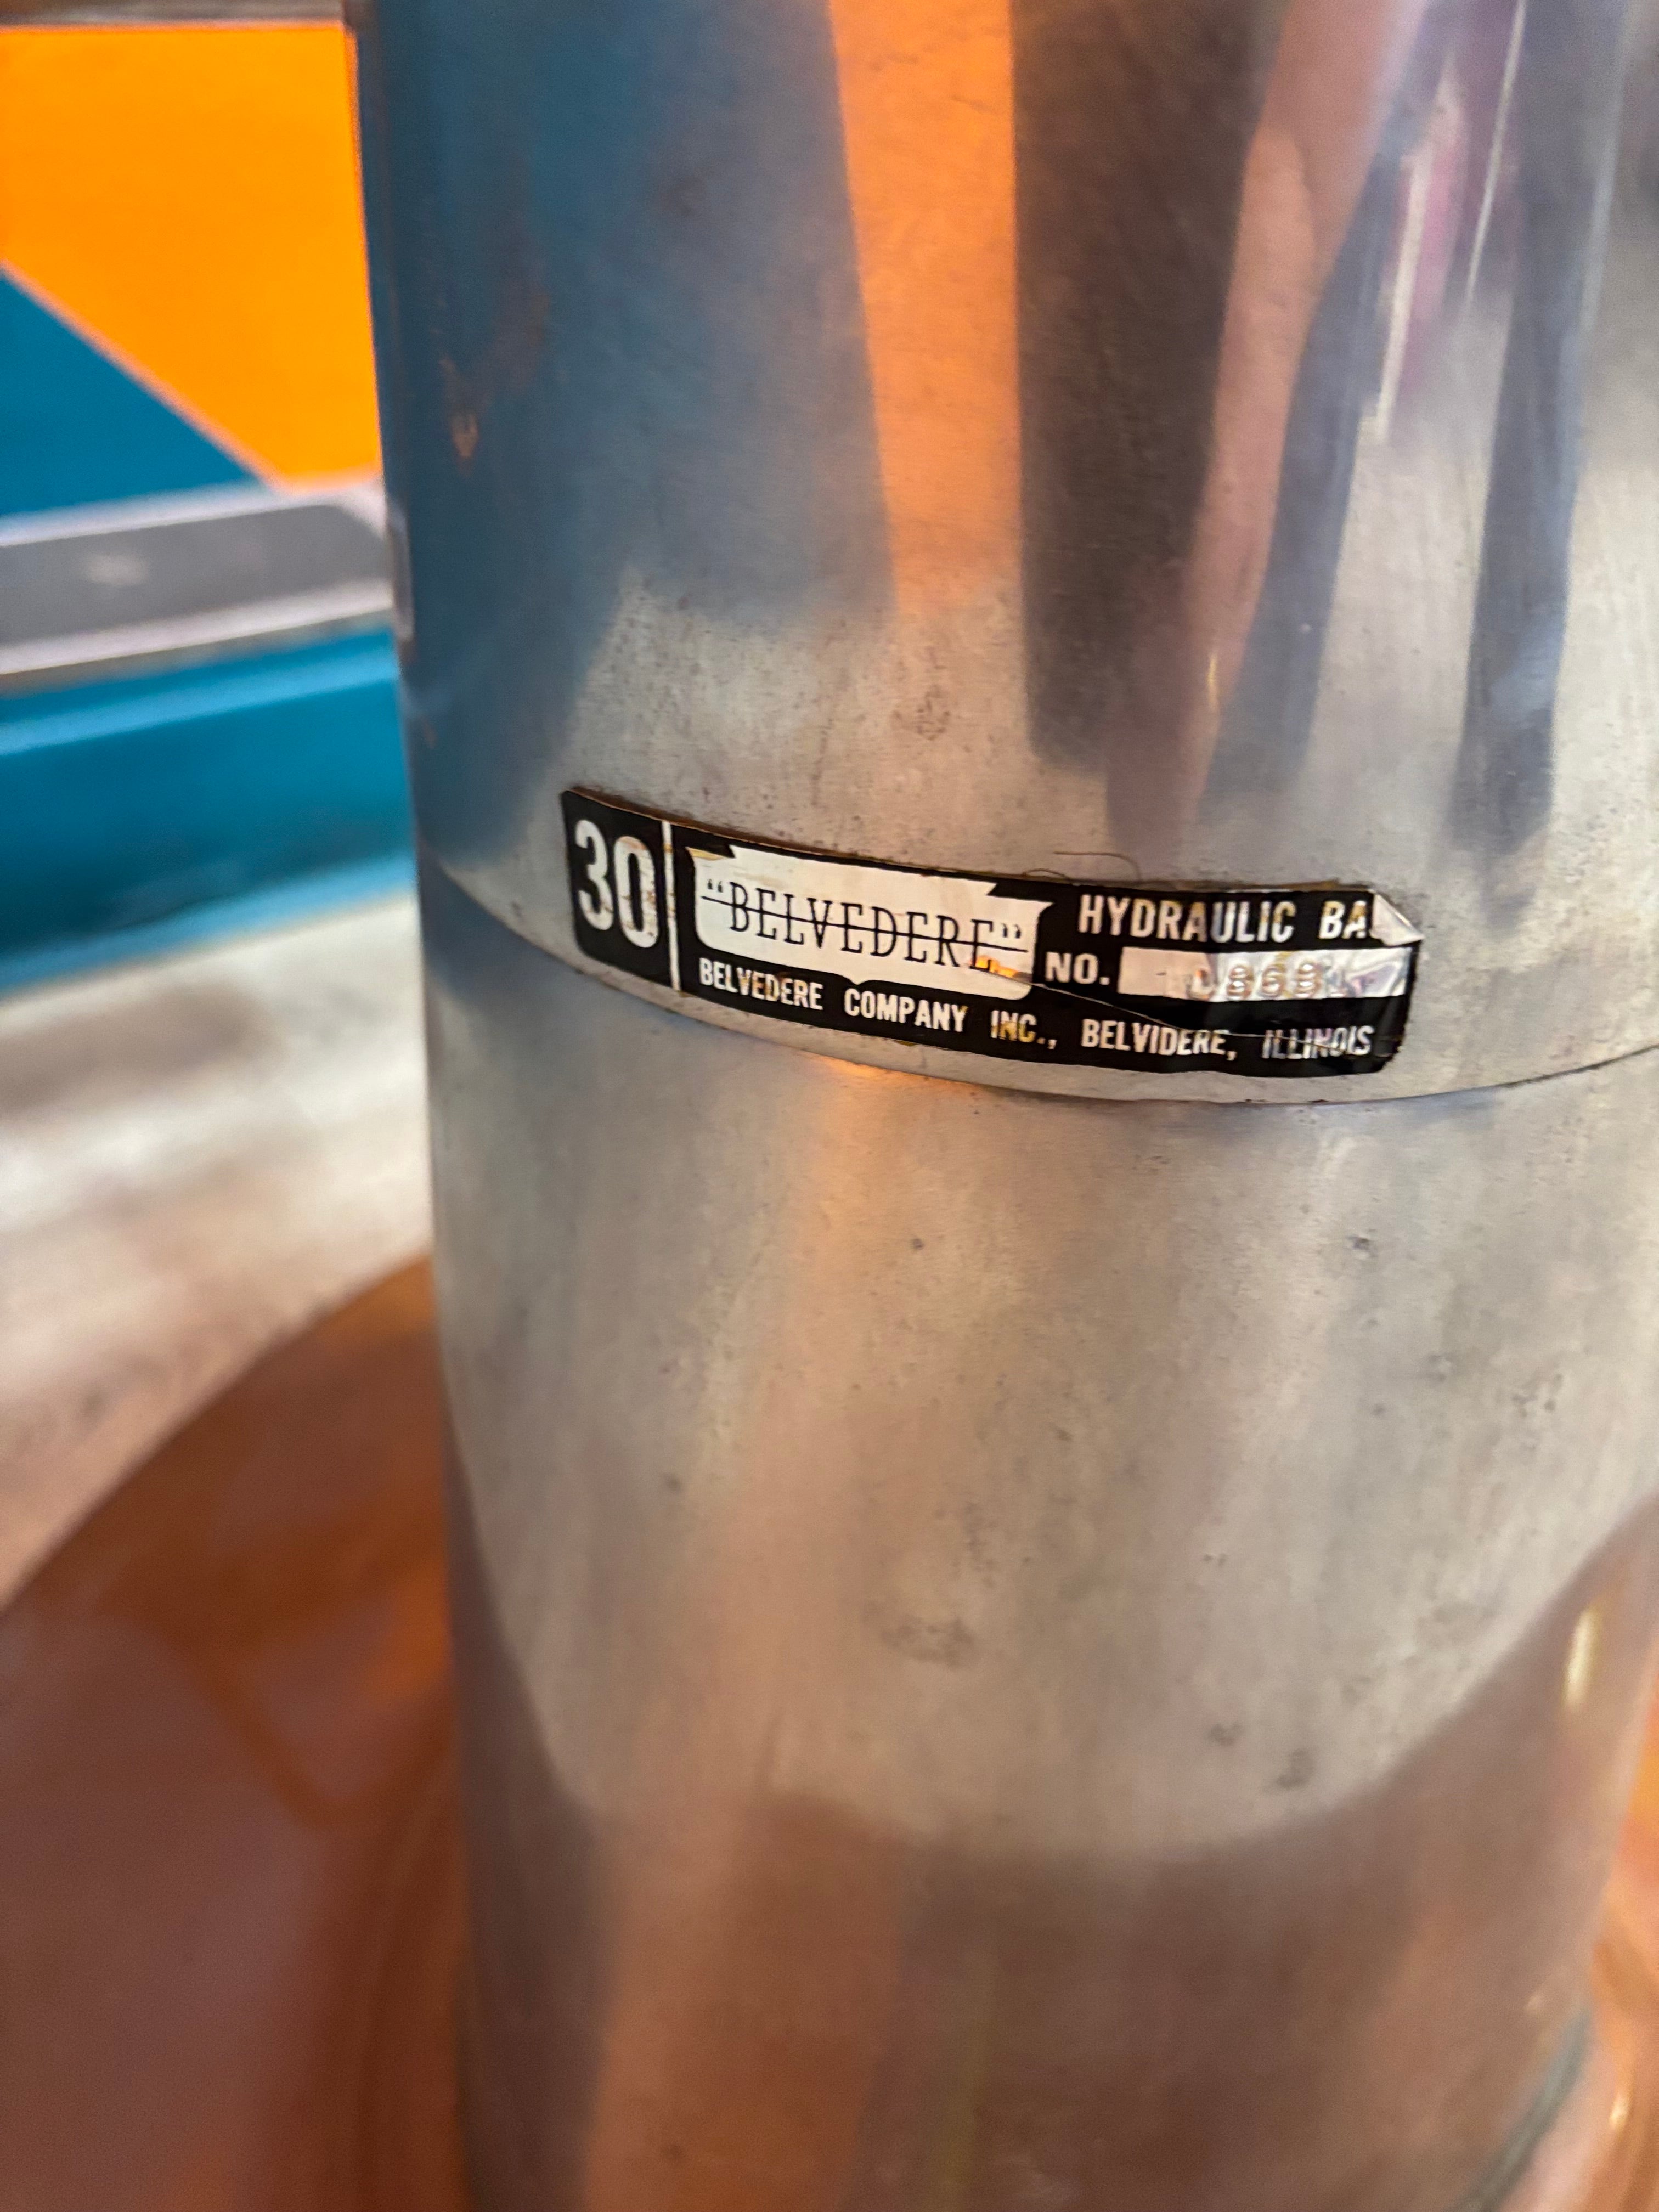 30
"BELVEDERE"
HYDRAULIC BA
NO.
BELVEDERE COMPANY INC., BELVIDERE, ILLINOIS